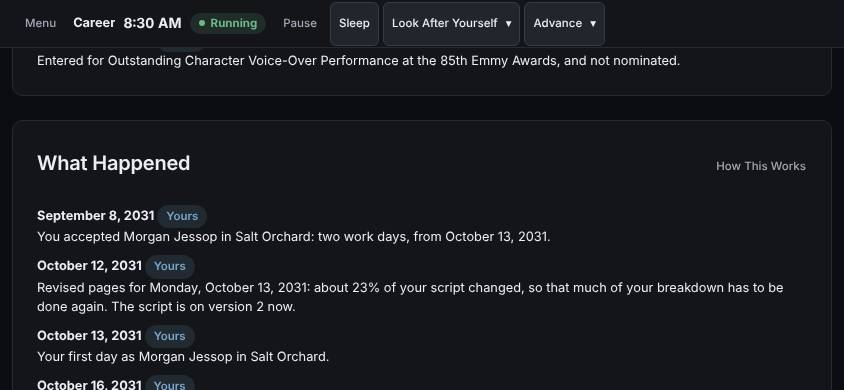 Menu Career 8:30 AM Running Pause Sleep Look After Yourself Advance
Entered for Outstanding Character Voice-Over Performance at the 85th Emmy Awards, and not nominated.
What Happened How This Works
September 8, 2031 Yours
You accepted Morgan Jessop in Salt Orchard: two work days, from October 13, 2031.
October 12, 2031 Yours
Revised pages for Monday, October 13, 2031: about 23% of your script changed, so that much of your breakdown has to be
done again. The script is on version 2 now.
October 13, 2031 Yours
Your first day as Morgan Jessop in Salt Orchard.
October 16, 2031 Yours